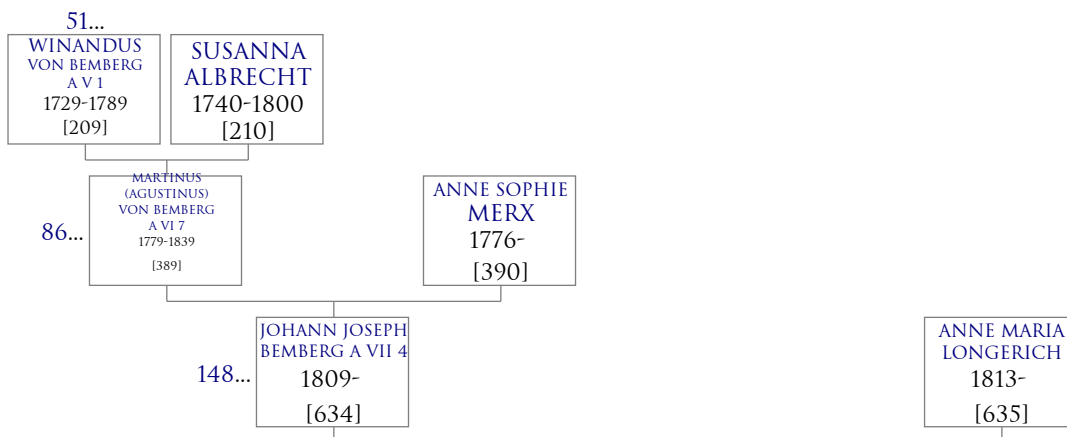 51...
WINANDUS
VON BEMBERG
A V 1
1729-1789
[209]
SUSANNA
ALBRECHT
1740-1800
[210]
86...
MARTINUS
(AGUSTINUS)
VON BEMBERG
A VI 7
1779-1839
[389]
ANNE SOPHIE
MERX
1776-
[390]
148...
JOHANN JOSEPH
BEMBERG A VII 4
1809-
[634]
ANNE MARIA
LONGERICH
1813-
[635]